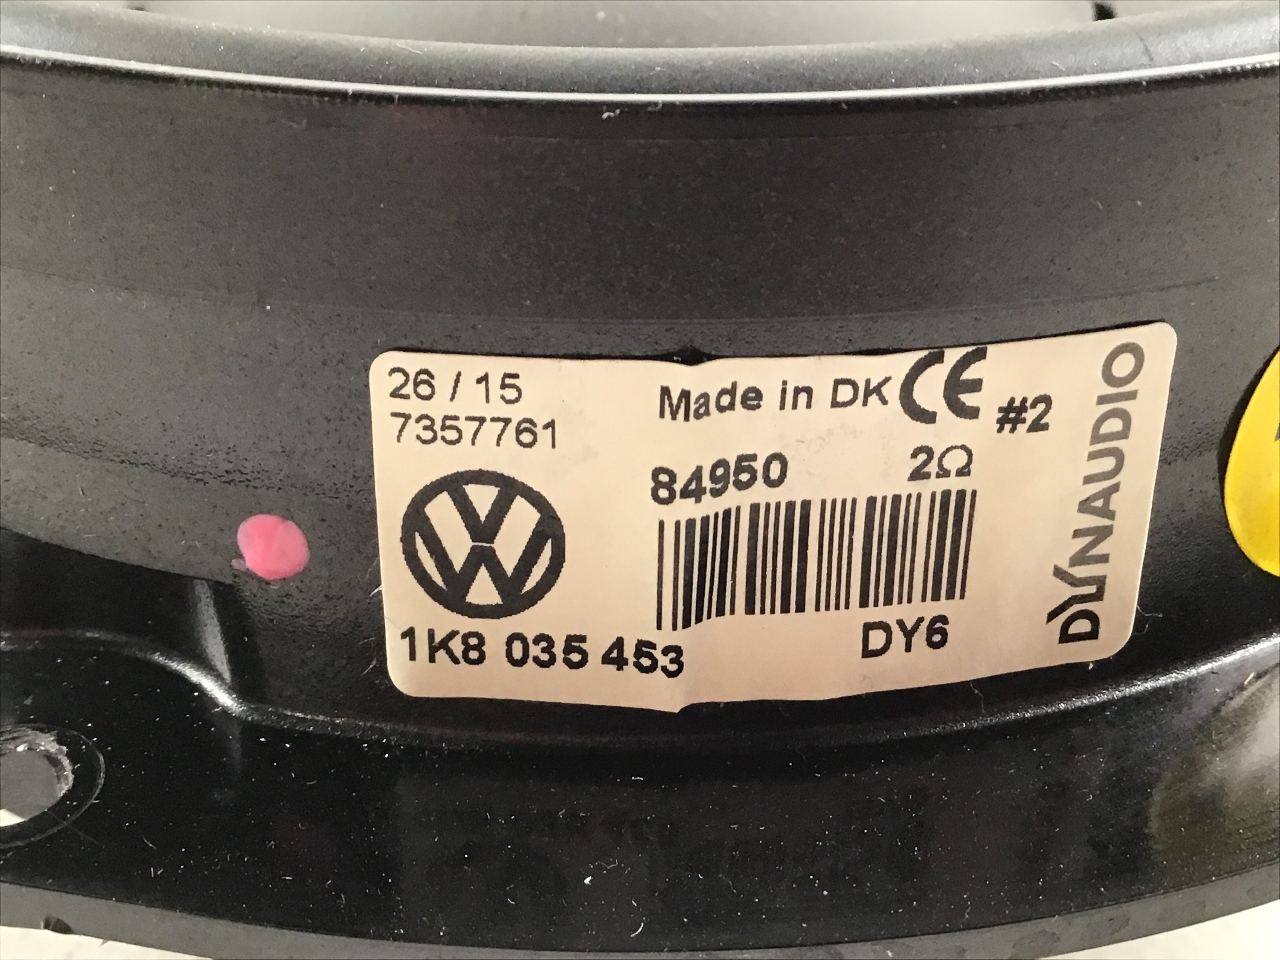 26 / 15
7357761
Made in DK CE #2
84950 2Ω
1K8 035 453
DY6
DYNAUDIO